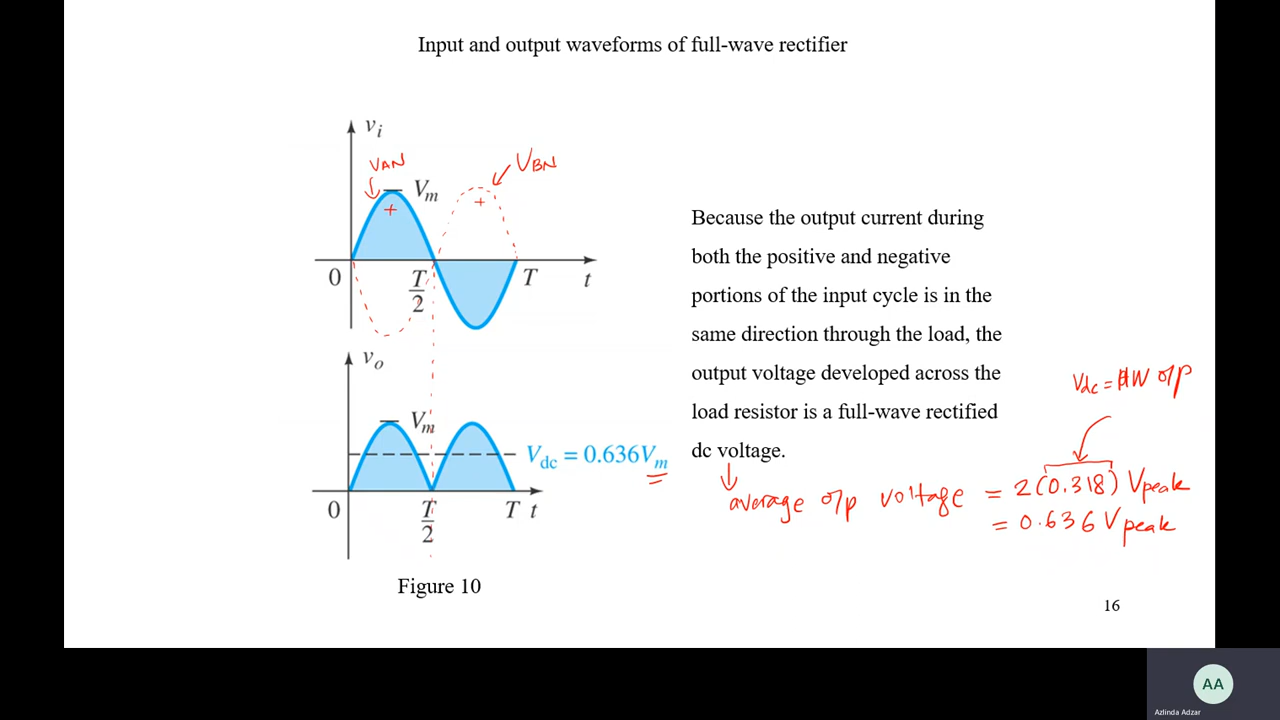 Input and output waveforms of full-wave rectifier
vi
VAN
VBN
Vm
+
+
0
T/2
T
t
vo
Vm
Vdc = 0.636Vm
0
T/2
T t
Figure 10
Because the output current during
both the positive and negative
portions of the input cycle is in the
same direction through the load, the
output voltage developed across the
load resistor is a full-wave rectified
dc voltage.
Vdc = HW o/p
average o/p voltage = 2(0.318) Vpeak
= 0.636 Vpeak
16
AA
Azlinda Adzar